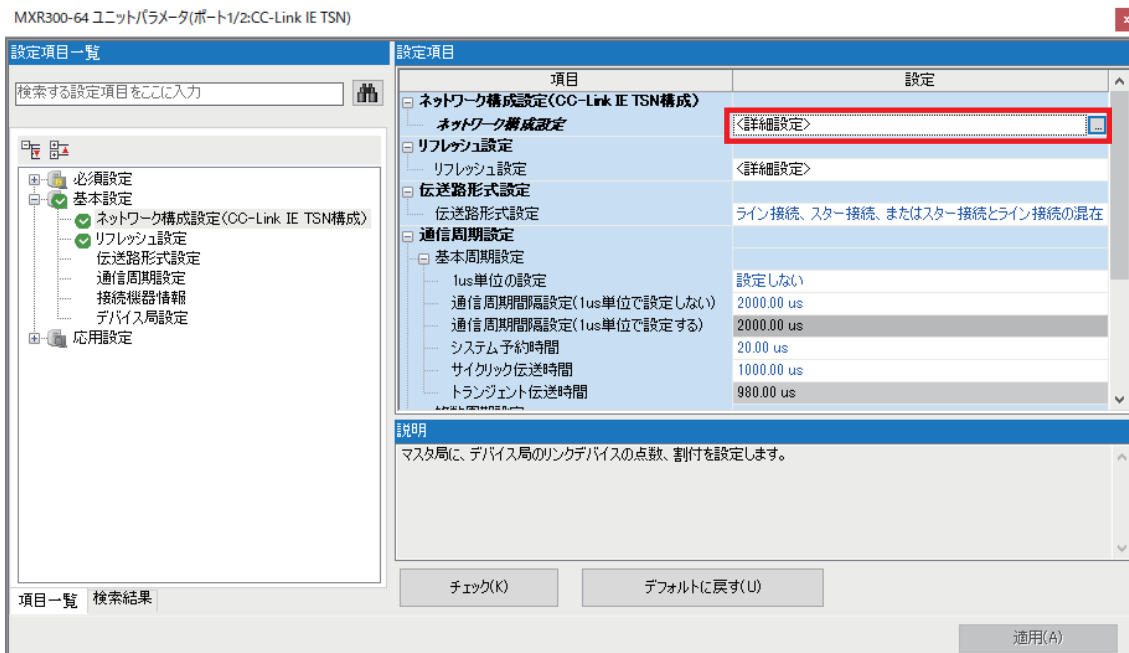 MXR300-64 ユニットパラメータ(ポート1/2:CC-Link IE TSN)
設定項目一覧
検索する設定項目をここに入力
必須設定
基本設定
ネットワーク構成設定(CC-Link IE TSN構成)
リフレッシュ設定
伝送路形式設定
通信周期設定
接続機器情報
デバイス局設定
応用設定
項目一覧 検索結果
設定項目
項目 設定
ネットワーク構成設定(CC-Link IE TSN構成)
ネットワーク構成設定 <詳細設定>
リフレッシュ設定
リフレッシュ設定 <詳細設定>
伝送路形式設定
伝送路形式設定 ライン接続、スター接続、またはスター接続とライン接続の混在
通信周期設定
基本周期設定
1us単位の設定 設定しない
通信周期間隔設定(1us単位で設定しない) 2000.00 us
通信周期間隔設定(1us単位で設定する) 2000.00 us
システム予約時間 20.00 us
サイクリック伝送時間 1000.00 us
トランジェント伝送時間 980.00 us
説明
マスタ局に、デバイス局のリンクデバイスの点数、割付を設定します。
チェック(K) デフォルトに戻す(U)
適用(A)